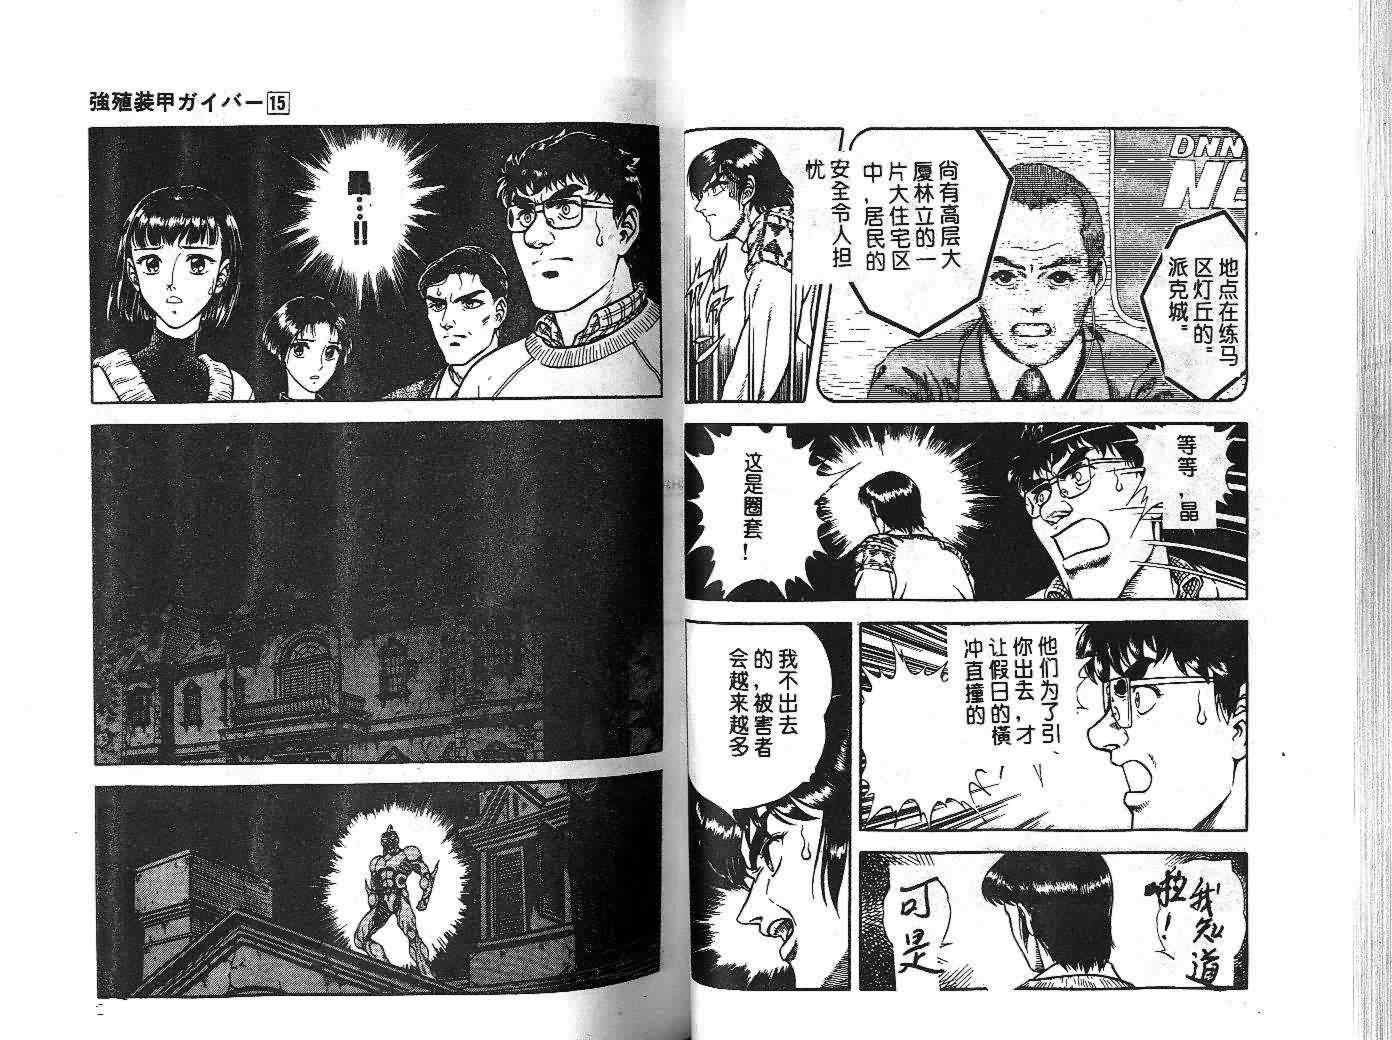 強殖装甲ガイバー15
DNN
NE
地点在练马
区灯丘的"
派克城"
尚有高层大
厦林立的一
片大住宅区
中,居民的
安全令人担
忧
等等,晶
这是圈套!
他们为了引
你出去,才
让假日的橫
冲直撞的
我不出去
的,被害者
会越来越多
我知道
啦!
可是
…!!